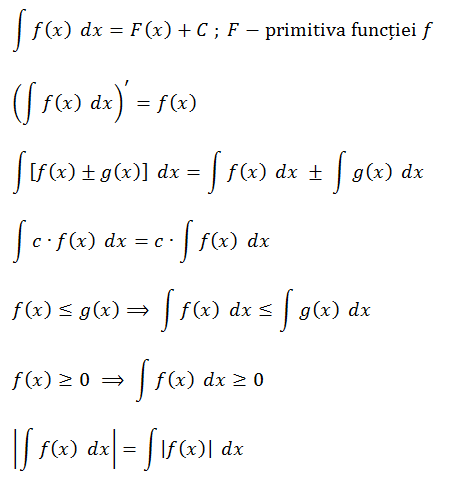 ∫ f(x) dx = F(x) + C ; F − primitiva funcției f
(∫ f(x) dx)′ = f(x)
∫ [f(x) ± g(x)] dx = ∫ f(x) dx ± ∫ g(x) dx
∫ c · f(x) dx = c · ∫ f(x) dx
f(x) ≤ g(x) ⟹ ∫ f(x) dx ≤ ∫ g(x) dx
f(x) ≥ 0 ⟹ ∫ f(x) dx ≥ 0
|∫ f(x) dx| = ∫ |f(x)| dx